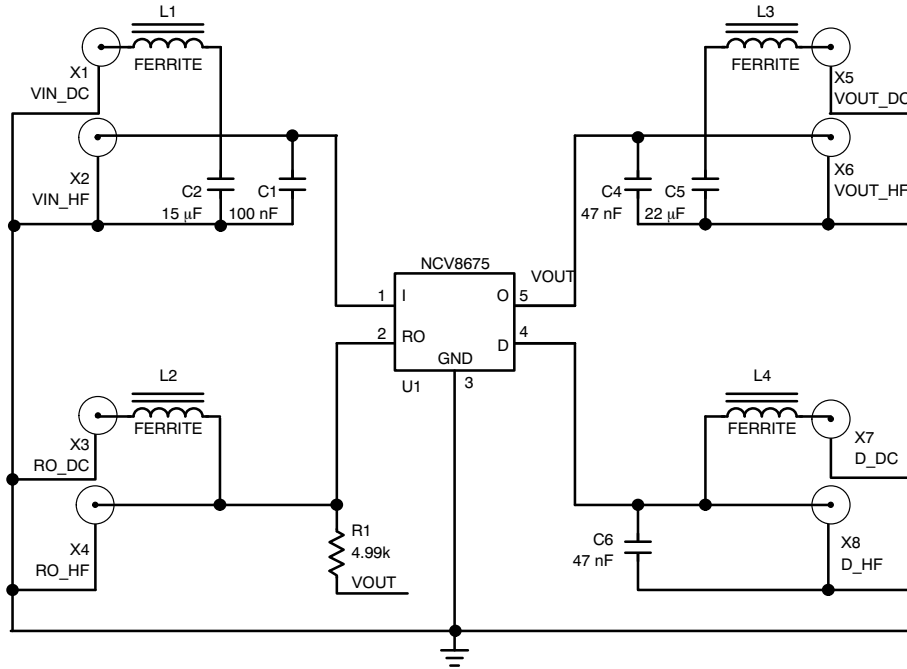 L1
FERRITE
X1
VIN_DC
X2
VIN_HF
C2
15 μF
C1
100 nF
L3
FERRITE
X5
VOUT_DC
X6
VOUT_HF
C4
47 nF
C5
22 μF
NCV8675
VOUT
1
I
O
5
2
RO
D
4
GND
U1
3
L2
FERRITE
X3
RO_DC
X4
RO_HF
R1
4.99k
VOUT
L4
FERRITE
X7
D_DC
C6
47 nF
X8
D_HF